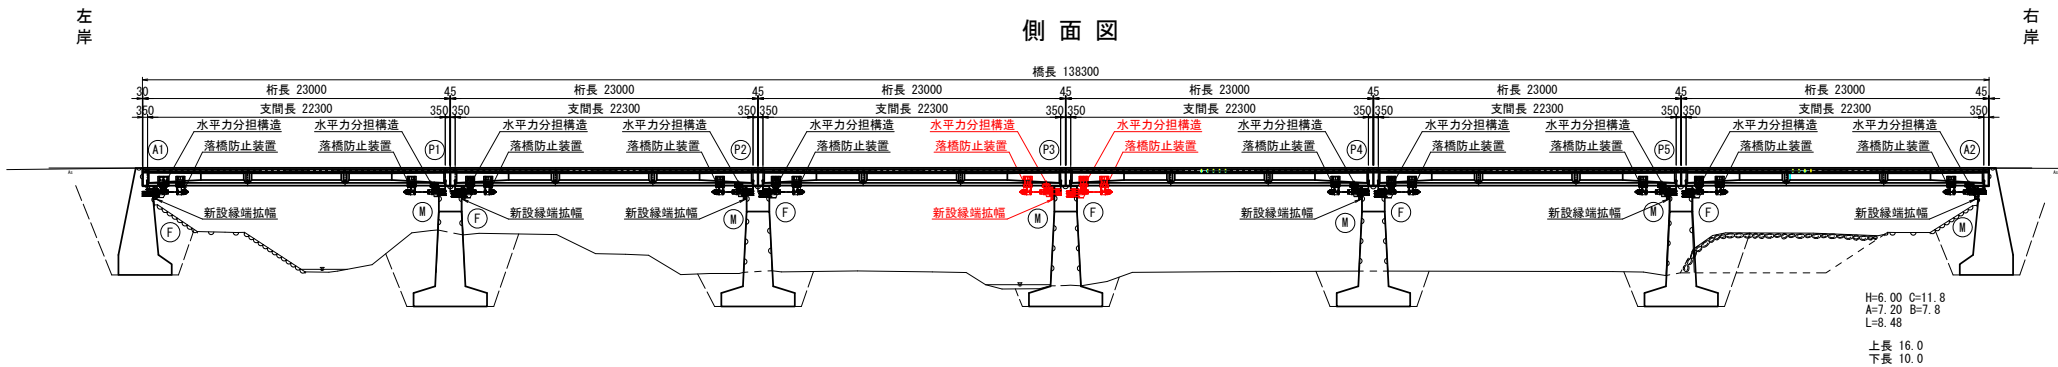 左岸
右岸
側面図
橋長 138300
30 桁長 23000 45 桁長 23000 45 桁長 23000 45 桁長 23000 45 桁長 23000 45 桁長 23000 45
350 支間長 22300 350 350 支間長 22300 350 350 支間長 22300 350 350 支間長 22300 350 350 支間長 22300 350 350 支間長 22300 350
水平力分担構造 水平力分担構造 水平力分担構造 水平力分担構造 水平力分担構造 水平力分担構造 水平力分担構造 水平力分担構造 水平力分担構造 水平力分担構造 水平力分担構造 水平力分担構造
A1 落橋防止装置 落橋防止装置 P1 落橋防止装置 落橋防止装置 P2 落橋防止装置 落橋防止装置 P3 落橋防止装置 落橋防止装置 P4 落橋防止装置 落橋防止装置 P5 落橋防止装置 落橋防止装置 A2
新設縁端拡幅 新設縁端拡幅 新設縁端拡幅 新設縁端拡幅 新設縁端拡幅 新設縁端拡幅 新設縁端拡幅
F M F M F M F M F M F M
H=6.00 C=11.8
A=7.20 B=7.8
L=8.48
上長 16.0
下長 10.0